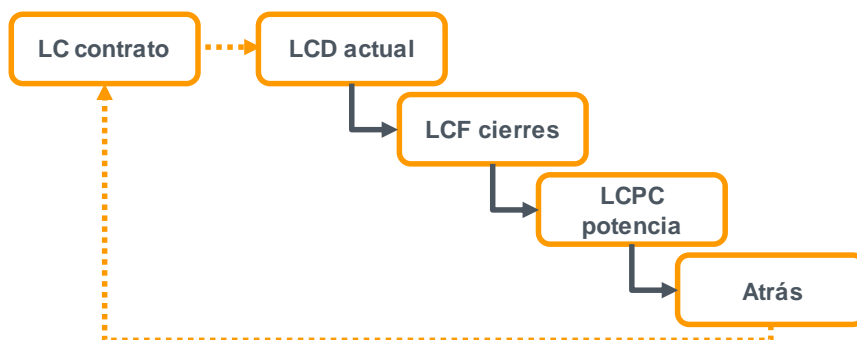 LC contrato
LCD actual
LCF cierres
LCPC
potencia
Atrás